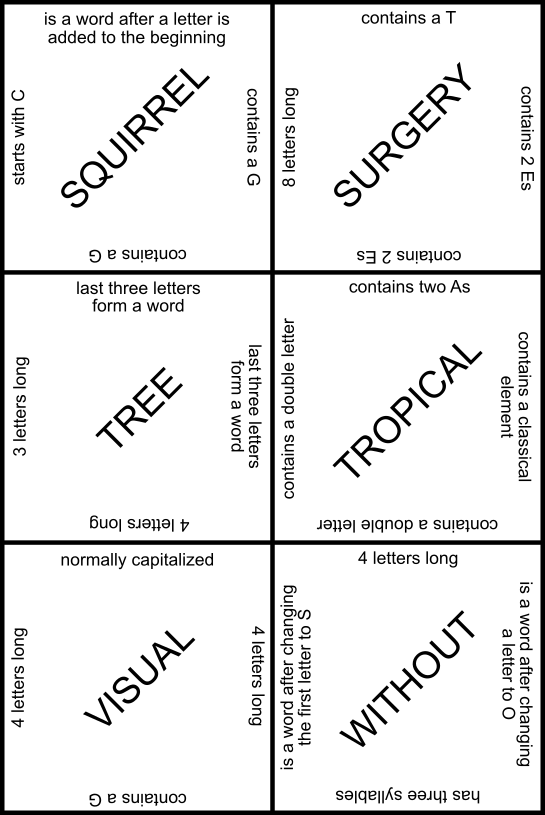 is a word after a letter is
added to the beginning
starts with C
SQUIRREL
contains a G
contains a G
contains a T
8 letters long
SURGERY
contains 2 Es
contains 2 Es
last three letters
form a word
3 letters long
TREE
last three letters
form a word
4 letters long
contains two As
contains a double letter
TROPICAL
contains a classical
element
contains a double letter
normally capitalized
4 letters long
VISUAL
4 letters long
contains a G
4 letters long
is a word after changing
the first letter to S
WITHOUT
is a word after changing
a letter to O
has three syllables